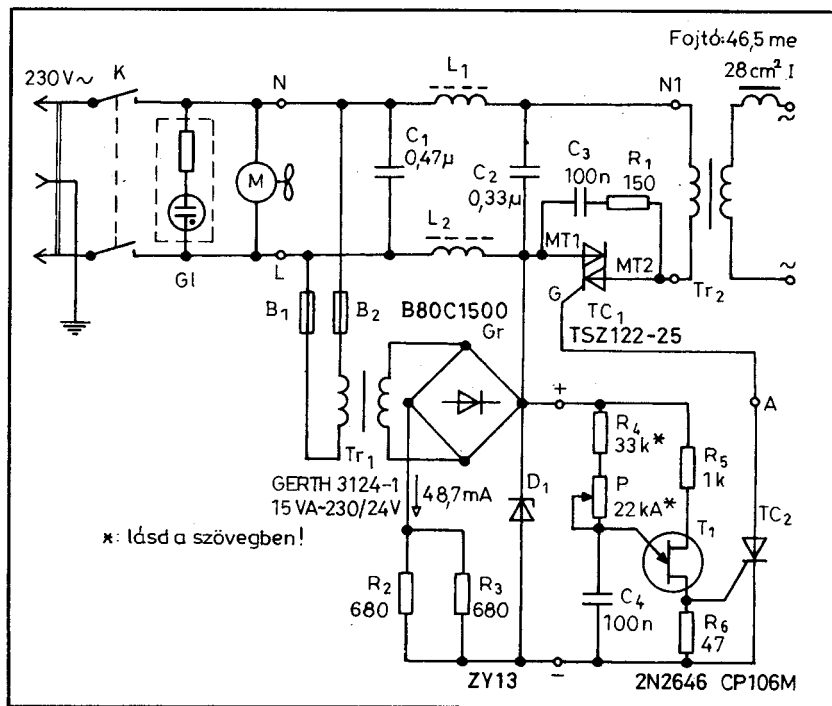 Fojtó:46,5 me
28cm² I
230V~
K
N
L₁
N1
~
C₁
0,47µ
C₂
0,33µ
C₃
100n
R₁
150
M
L₂
MT1
MT2
L
Gl
G
TC₁
Tr₂
~
TSZ122-25
B₁
B₂
B80C1500
Gr
+
A
R₄
33k*
R₅
1k
Tr₁
GERTH 3124-1
15VA~230/24V
48,7mA
D₁
P
22kA*
T₁
TC₂
*: lásd a szövegben!
R₂
680
R₃
680
C₄
100n
R₆
47
ZY13
-
2N2646
CP106M